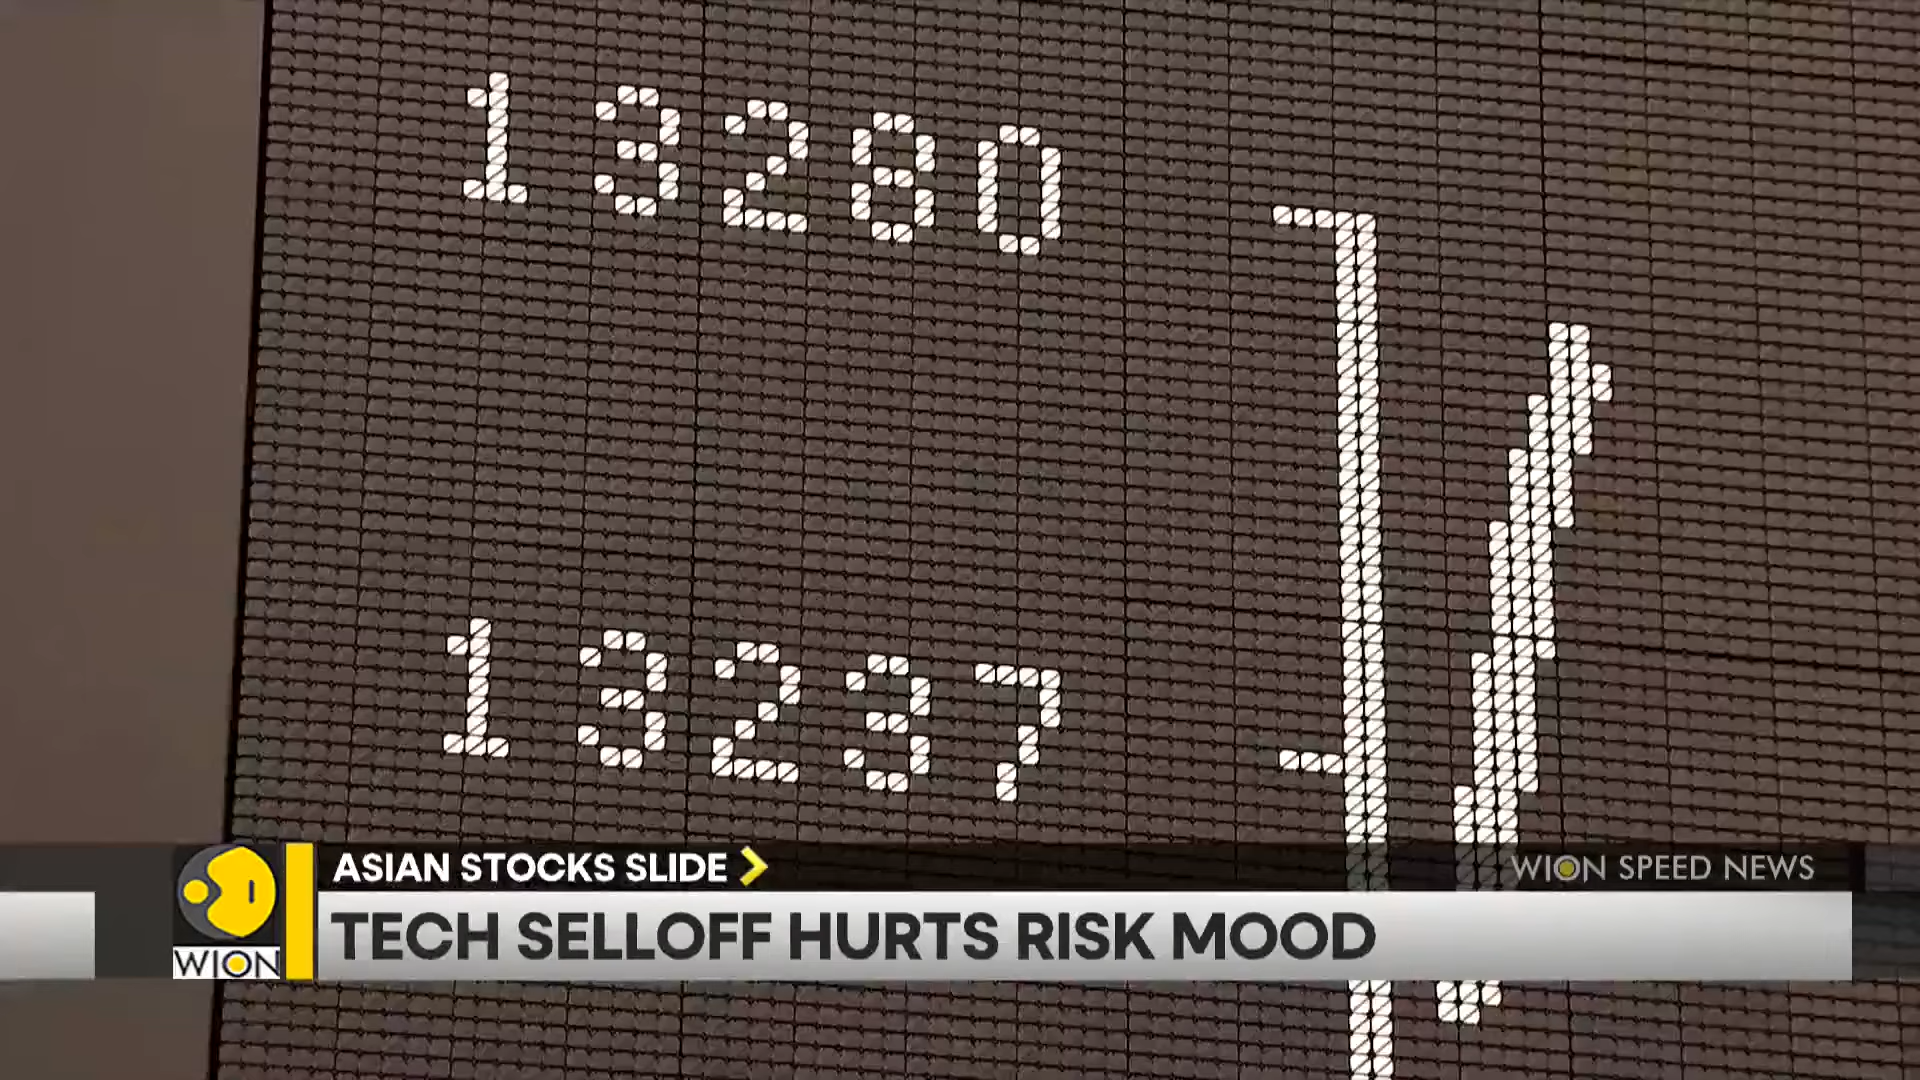 13280
13237
ASIAN STOCKS SLIDE
WION SPEED NEWS
TECH SELLOFF HURTS RISK MOOD
WION